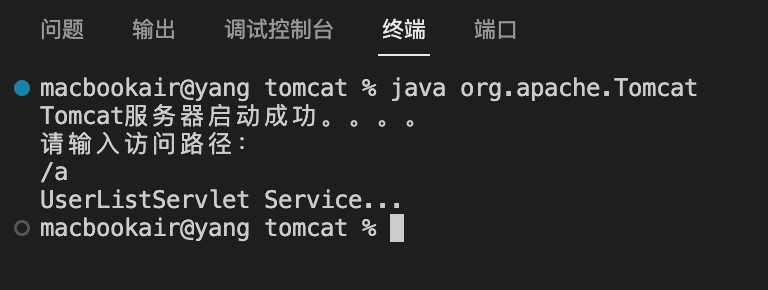 问题 输出 调试控制台 终端 端口
macbookair@yang tomcat % java org.apache.Tomcat
Tomcat服务器启动成功。。。。
请输入访问路径：
/a
UserListServlet Service...
macbookair@yang tomcat %